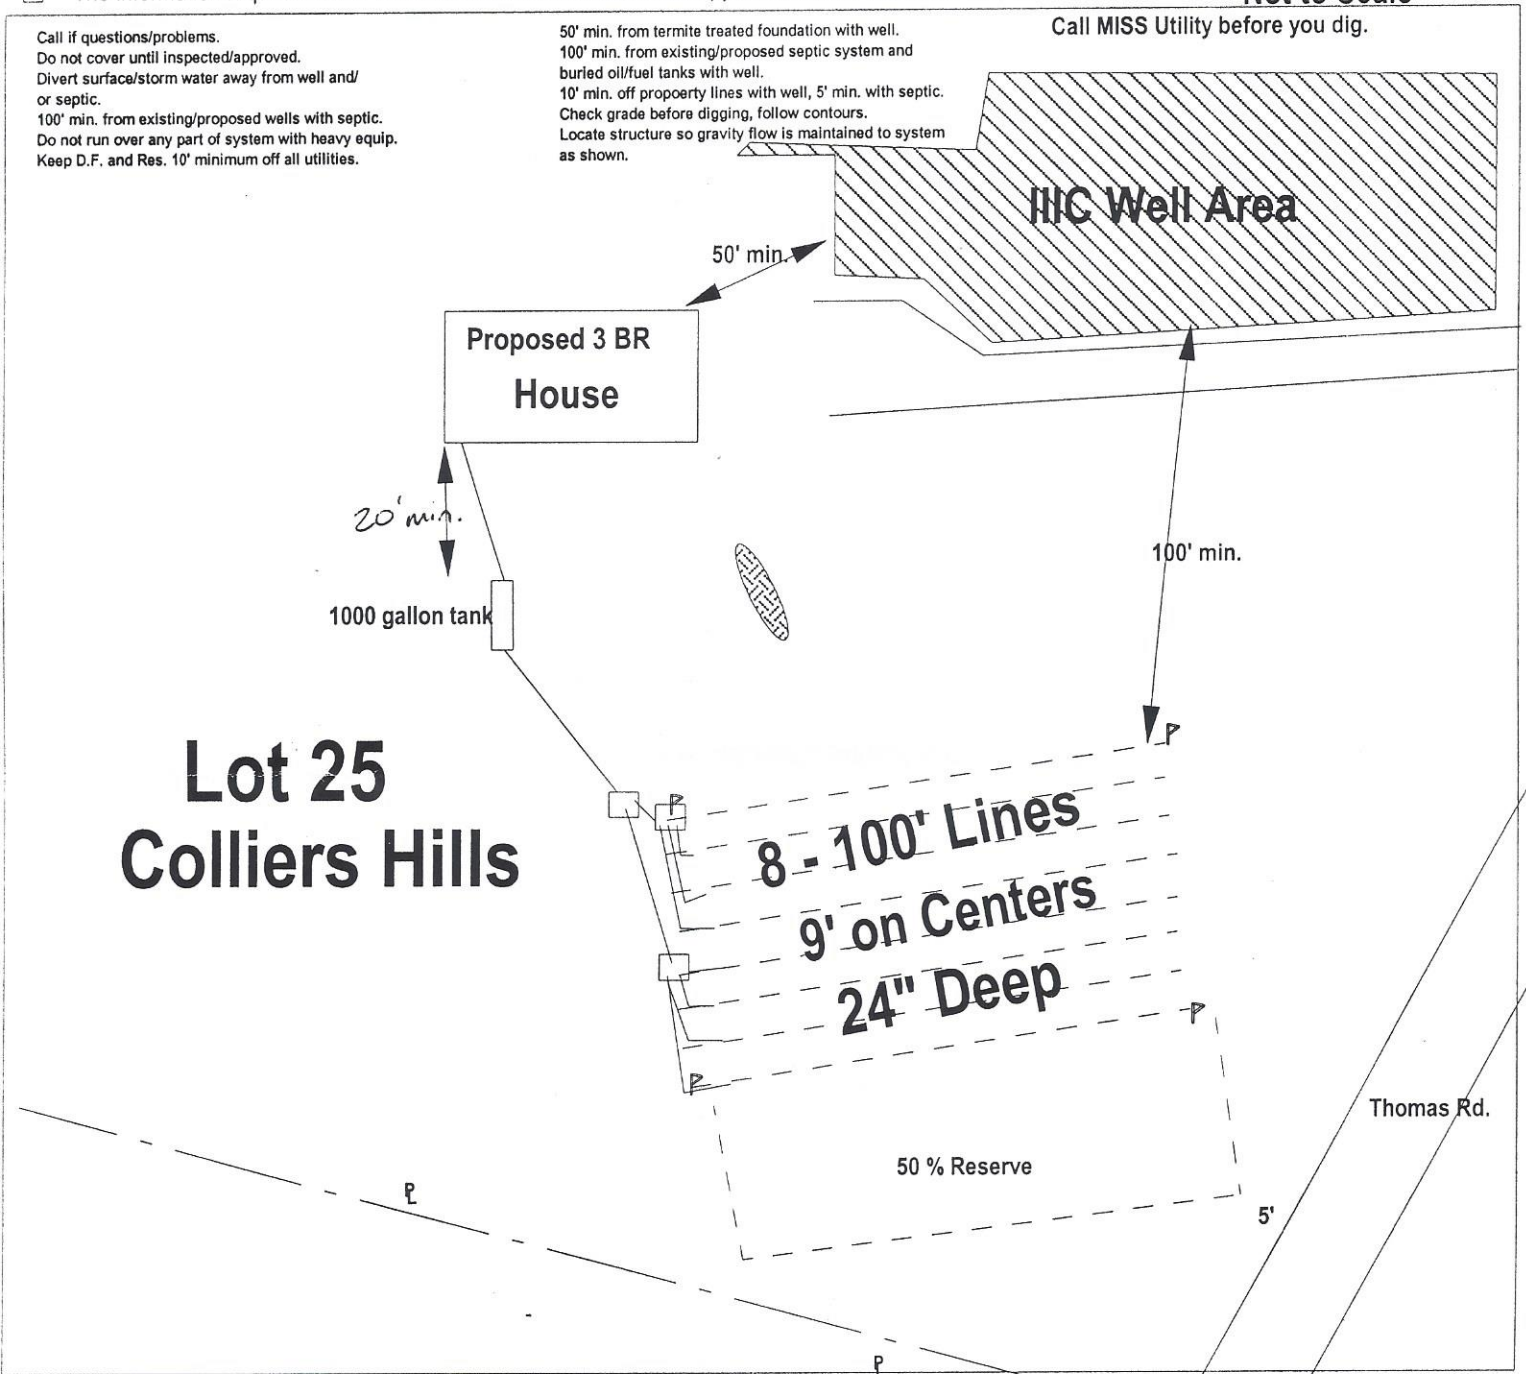 Not to Scale
Call if questions/problems.
Do not cover until inspected/approved.
Divert surface/storm water away from well and/
or septic.
100' min. from existing/proposed wells with septic.
Do not run over any part of system with heavy equip.
Keep D.F. and Res. 10' minimum off all utilities.
50' min. from termite treated foundation with well.
100' min. from existing/proposed septic system and
buried oil/fuel tanks with well.
10' min. off propoerty lines with well, 5' min. with septic.
Check grade before digging, follow contours.
Locate structure so gravity flow is maintained to system
as shown.
Call MISS Utility before you dig.
IIIC Well Area
50' min.
Proposed 3 BR
House
20' min.
1000 gallon tank
100' min.
Lot 25
Colliers Hills
P
P
8 - 100' Lines
9' on Centers
24" Deep
P
P
Thomas Rd.
50 % Reserve
5'
PL
P